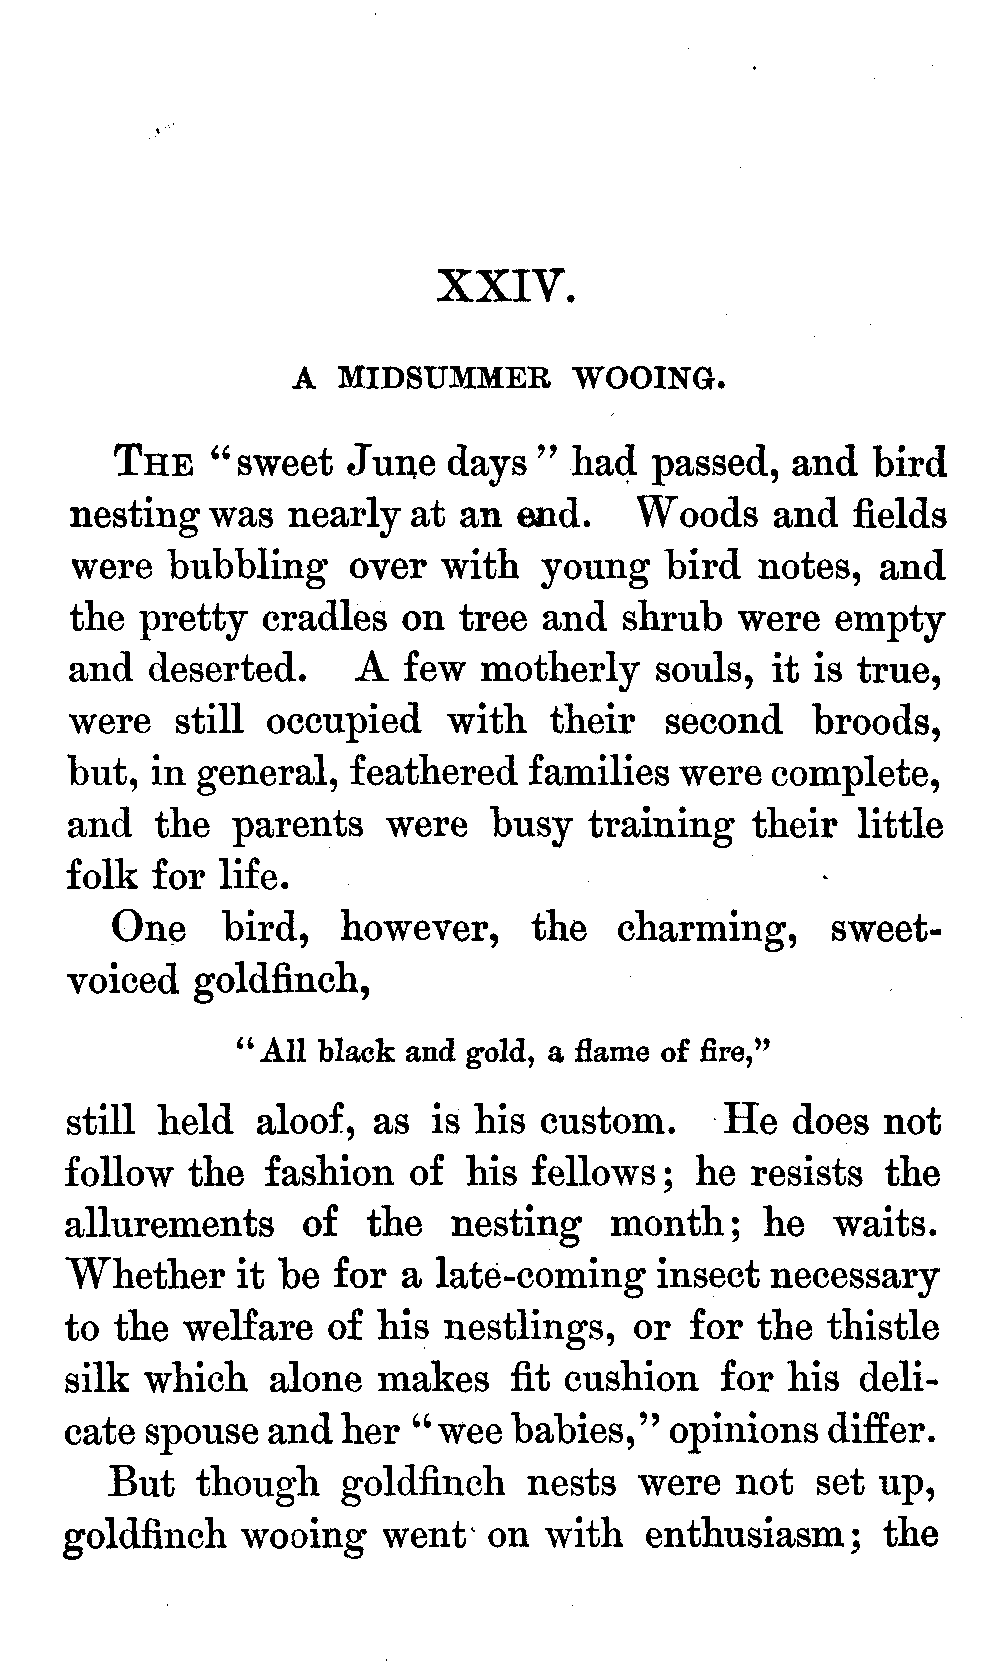 XXIV.
A MIDSUMMER WOOING.
THE “sweet June days” had passed, and bird
nesting was nearly at an end. Woods and fields
were bubbling over with young bird notes, and
the pretty cradles on tree and shrub were empty
and deserted. A few motherly souls, it is true,
were still occupied with their second broods,
but, in general, feathered families were complete,
and the parents were busy training their little
folk for life.
One bird, however, the charming, sweet-
voiced goldfinch,
“All black and gold, a flame of fire,”
still held aloof, as is his custom. He does not
follow the fashion of his fellows; he resists the
allurements of the nesting month; he waits.
Whether it be for a late-coming insect necessary
to the welfare of his nestlings, or for the thistle
silk which alone makes fit cushion for his deli-
cate spouse and her “wee babies,” opinions differ.
But though goldfinch nests were not set up,
goldfinch wooing went on with enthusiasm; the